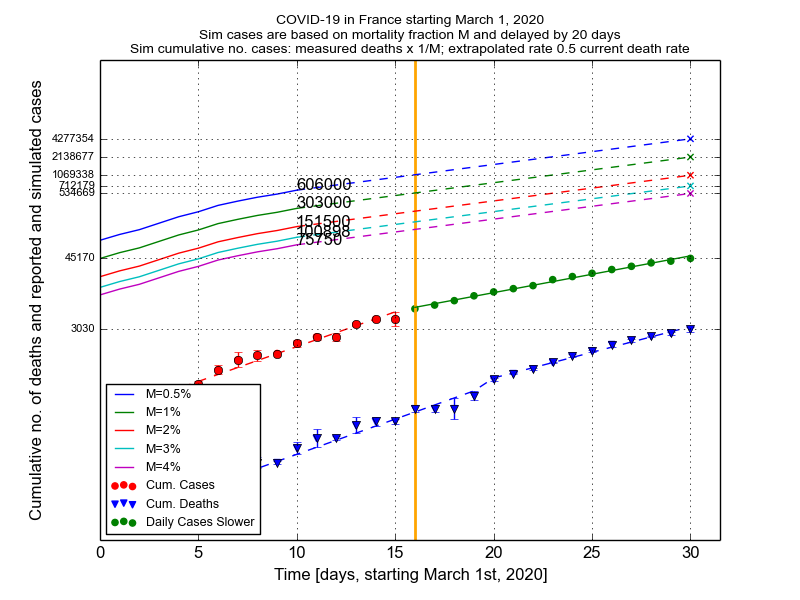 COVID-19 in France starting March 1, 2020
Sim cases are based on mortality fraction M and delayed by 20 days
Sim cumulative no. cases: measured deaths x 1/M; extrapolated rate 0.5 current death rate
Cumulative no. of deaths and reported and simulated cases
4277354
2138677
1069338
712179
534669
45170
3030
606000
303000
151500
100898
75750
M=0.5%
M=1%
M=2%
M=3%
M=4%
Cum. Cases
Cum. Deaths
Daily Cases Slower
0 5 10 15 20 25 30
Time [days, starting March 1st, 2020]